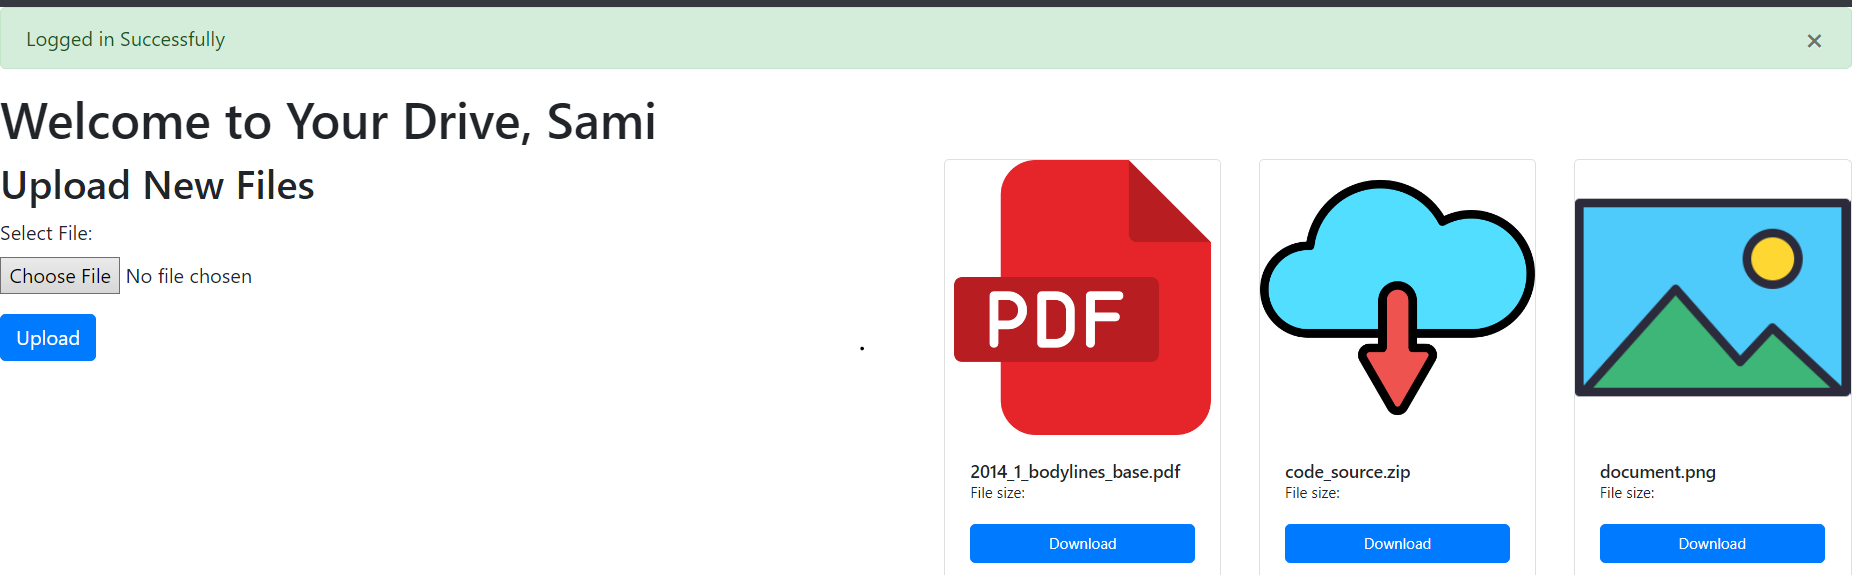 Logged in Successfully ×
Welcome to Your Drive, Sami
Upload New Files
Select File:
Choose File No file chosen
Upload
.
PDF
2014_1_bodylines_base.pdf
File size:
Download
code_source.zip
File size:
Download
document.png
File size:
Download